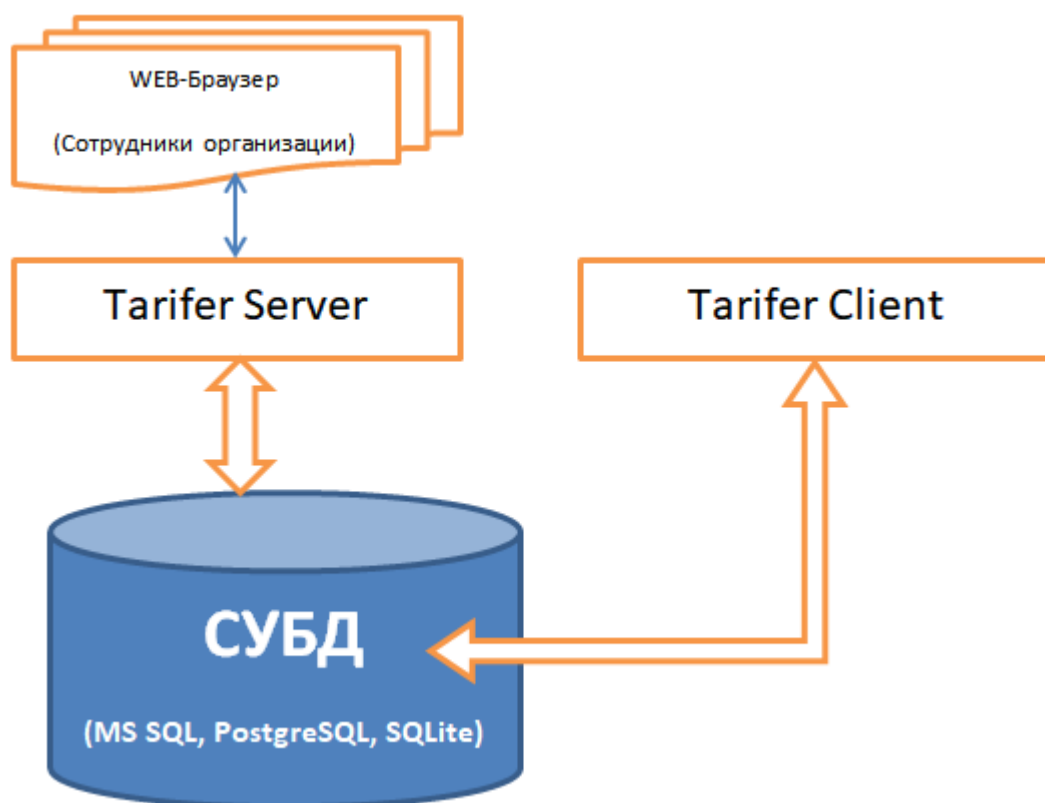 WEB-Браузер
(Сотрудники организации)
Tarifer Server
Tarifer Client
СУБД
(MS SQL, PostgreSQL, SQLite)